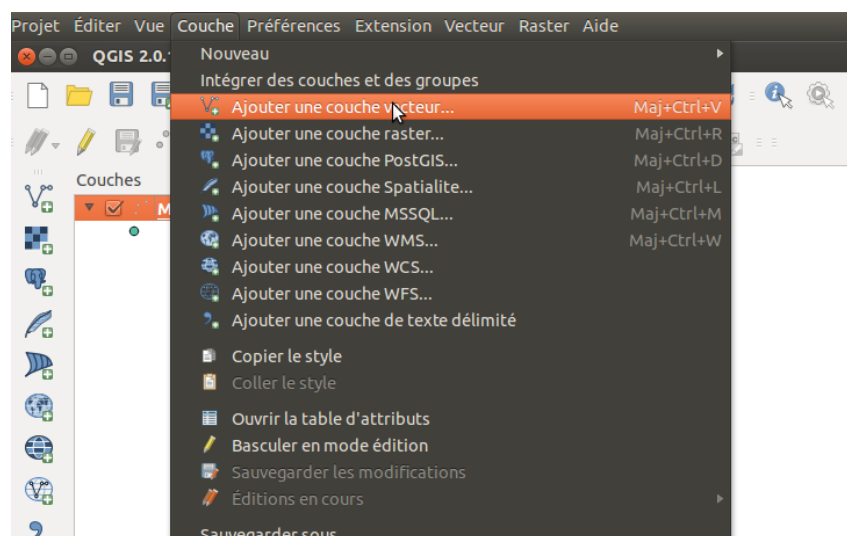 Projet Éditer Vue Couche Préférences Extension Vecteur Raster Aide
QGIS 2.0.
Nouveau
Intégrer des couches et des groupes
Ajouter une couche vecteur... Maj+Ctrl+V
Ajouter une couche raster... Maj+Ctrl+R
Ajouter une couche PostGIS... Maj+Ctrl+D
Couches
Ajouter une couche Spatialite... Maj+Ctrl+L
M
Ajouter une couche MSSQL... Maj+Ctrl+M
Ajouter une couche WMS... Maj+Ctrl+W
Ajouter une couche WCS...
Ajouter une couche WFS...
Ajouter une couche de texte délimité
Copier le style
Coller le style
Ouvrir la table d'attributs
Basculer en mode édition
Sauvegarder les modifications
Éditions en cours
Sauvegarder sous